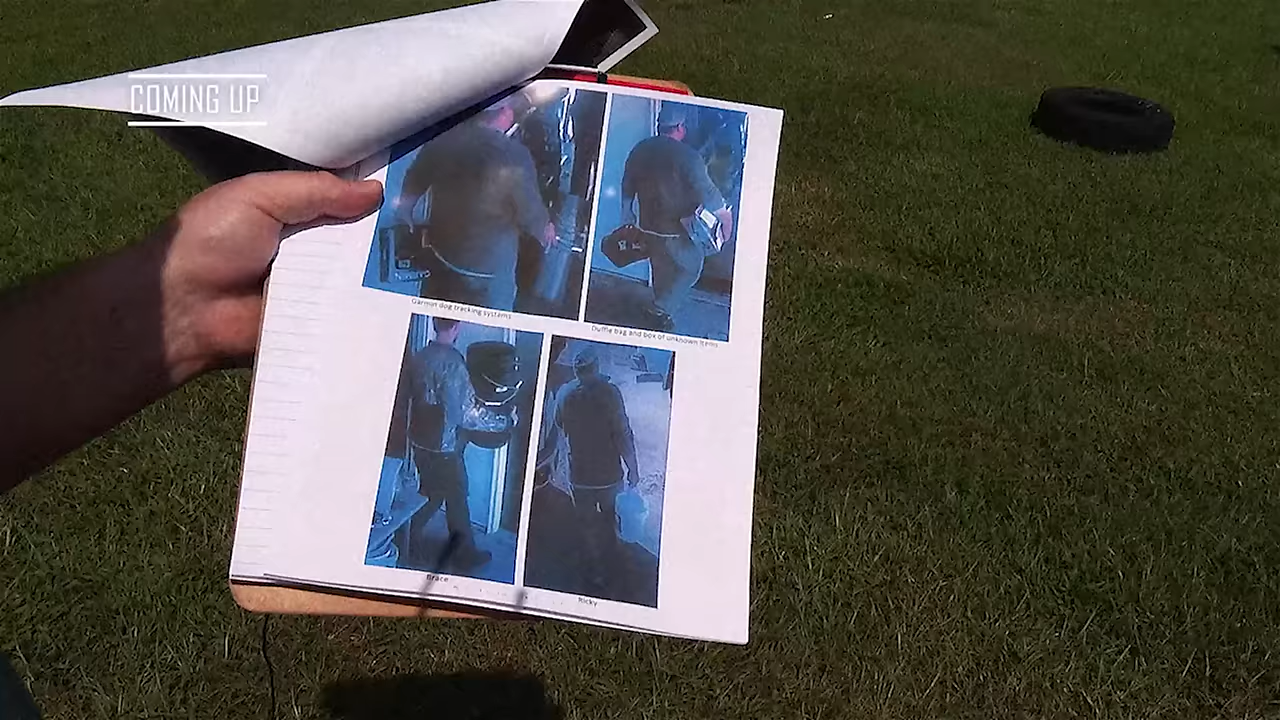 COMING UP
Garmin dog tracking systems
Duffle bag and box of unknown items
Brace
Ricky